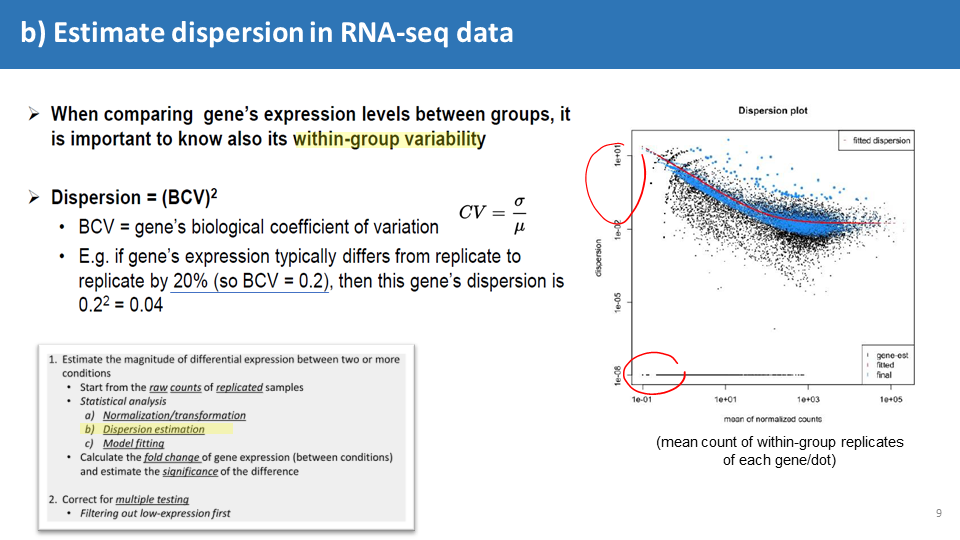 b) Estimate dispersion in RNA-seq data
➢ When comparing gene's expression levels between groups, it
is important to know also its within-group variability
➢ Dispersion = (BCV)²
• BCV = gene's biological coefficient of variation
CV = σ/μ
• E.g. if gene's expression typically differs from replicate to
replicate by 20% (so BCV = 0.2), then this gene's dispersion is
0.2² = 0.04
1. Estimate the magnitude of differential expression between two or more
conditions
• Start from the raw counts of replicated samples
• Statistical analysis
a) Normalization/transformation
b) Dispersion estimation
c) Model fitting
• Calculate the fold change of gene expression (between conditions)
and estimate the significance of the difference
2. Correct for multiple testing
• Filtering out low-expression first
Dispersion plot
fitted dispersion
1e+01
1e-02
1e-05
1e-08
dispersion
gene-est
fitted
final
1e-01 1e+01 1e+03 1e+05
mean of normalized counts
(mean count of within-group replicates
of each gene/dot)
9